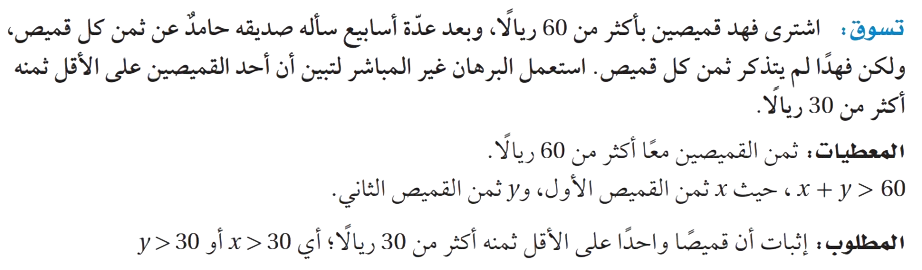 تسوق: اشترى فهد قميصين بأكثر من 60 ريالًا، وبعد عدّة أسابيع سأله صديقه حامدٌ عن ثمن كل قميص،
ولكن فهدًا لم يتذكر ثمن كل قميص. استعمل البرهان غير المباشر لتبين أن أحد القميصين على الأقل ثمنه
أكثر من 30 ريالًا.
المعطيات: ثمن القميصين معًا أكثر من 60 ريالًا.
x + y > 60 ، حيث x ثمن القميص الأول، و y ثمن القميص الثاني.
المطلوب: إثبات أن قميصًا واحدًا على الأقل ثمنه أكثر من 30 ريالًا؛ أي x > 30 أو y > 30